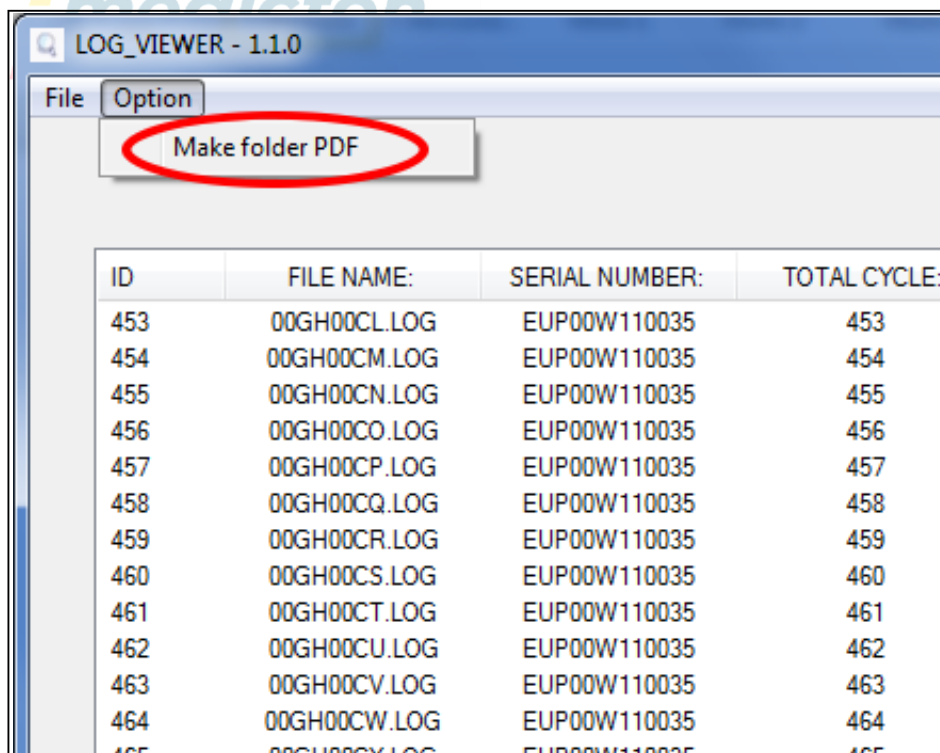 LOG_VIEWER - 1.1.0
File Option
Make folder PDF
ID FILE NAME: SERIAL NUMBER: TOTAL CYCLE:
453 00GH00CL.LOG EUP00W110035 453
454 00GH00CM.LOG EUP00W110035 454
455 00GH00CN.LOG EUP00W110035 455
456 00GH00CO.LOG EUP00W110035 456
457 00GH00CP.LOG EUP00W110035 457
458 00GH00CQ.LOG EUP00W110035 458
459 00GH00CR.LOG EUP00W110035 459
460 00GH00CS.LOG EUP00W110035 460
461 00GH00CT.LOG EUP00W110035 461
462 00GH00CU.LOG EUP00W110035 462
463 00GH00CV.LOG EUP00W110035 463
464 00GH00CW.LOG EUP00W110035 464